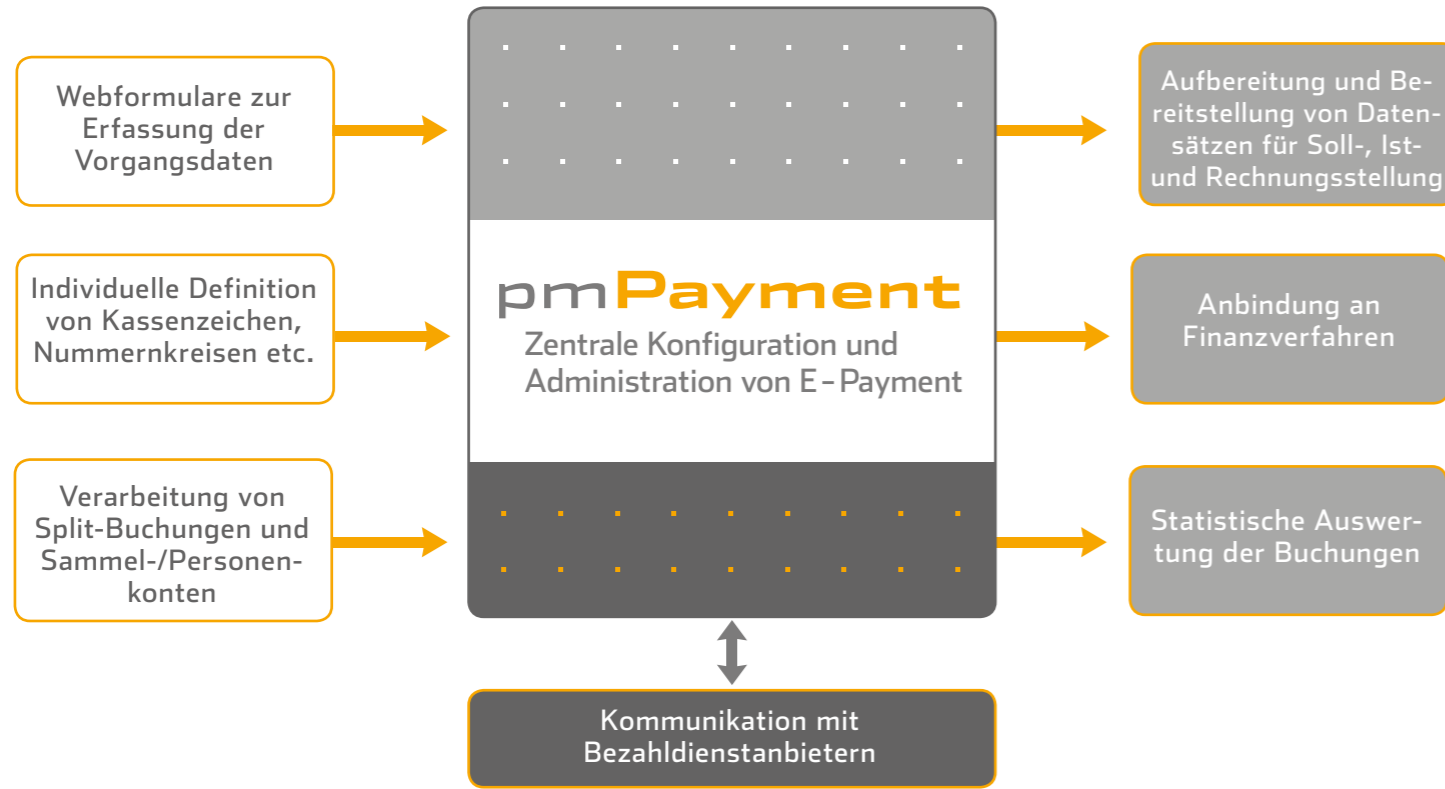 Webformulare zur
Erfassung der
Vorgangsdaten
Individuelle Definition
von Kassenzeichen,
Nummernkreisen etc.
Verarbeitung von
Split-Buchungen und
Sammel-/Personen-
konten
pmPayment
Zentrale Konfiguration und
Administration von E-Payment
Kommunikation mit
Bezahldienstanbietern
Aufbereitung und Be-
reitstellung von Daten-
sätzen für Soll-, Ist-
und Rechnungsstellung
Anbindung an
Finanzverfahren
Statistische Auswer-
tung der Buchungen